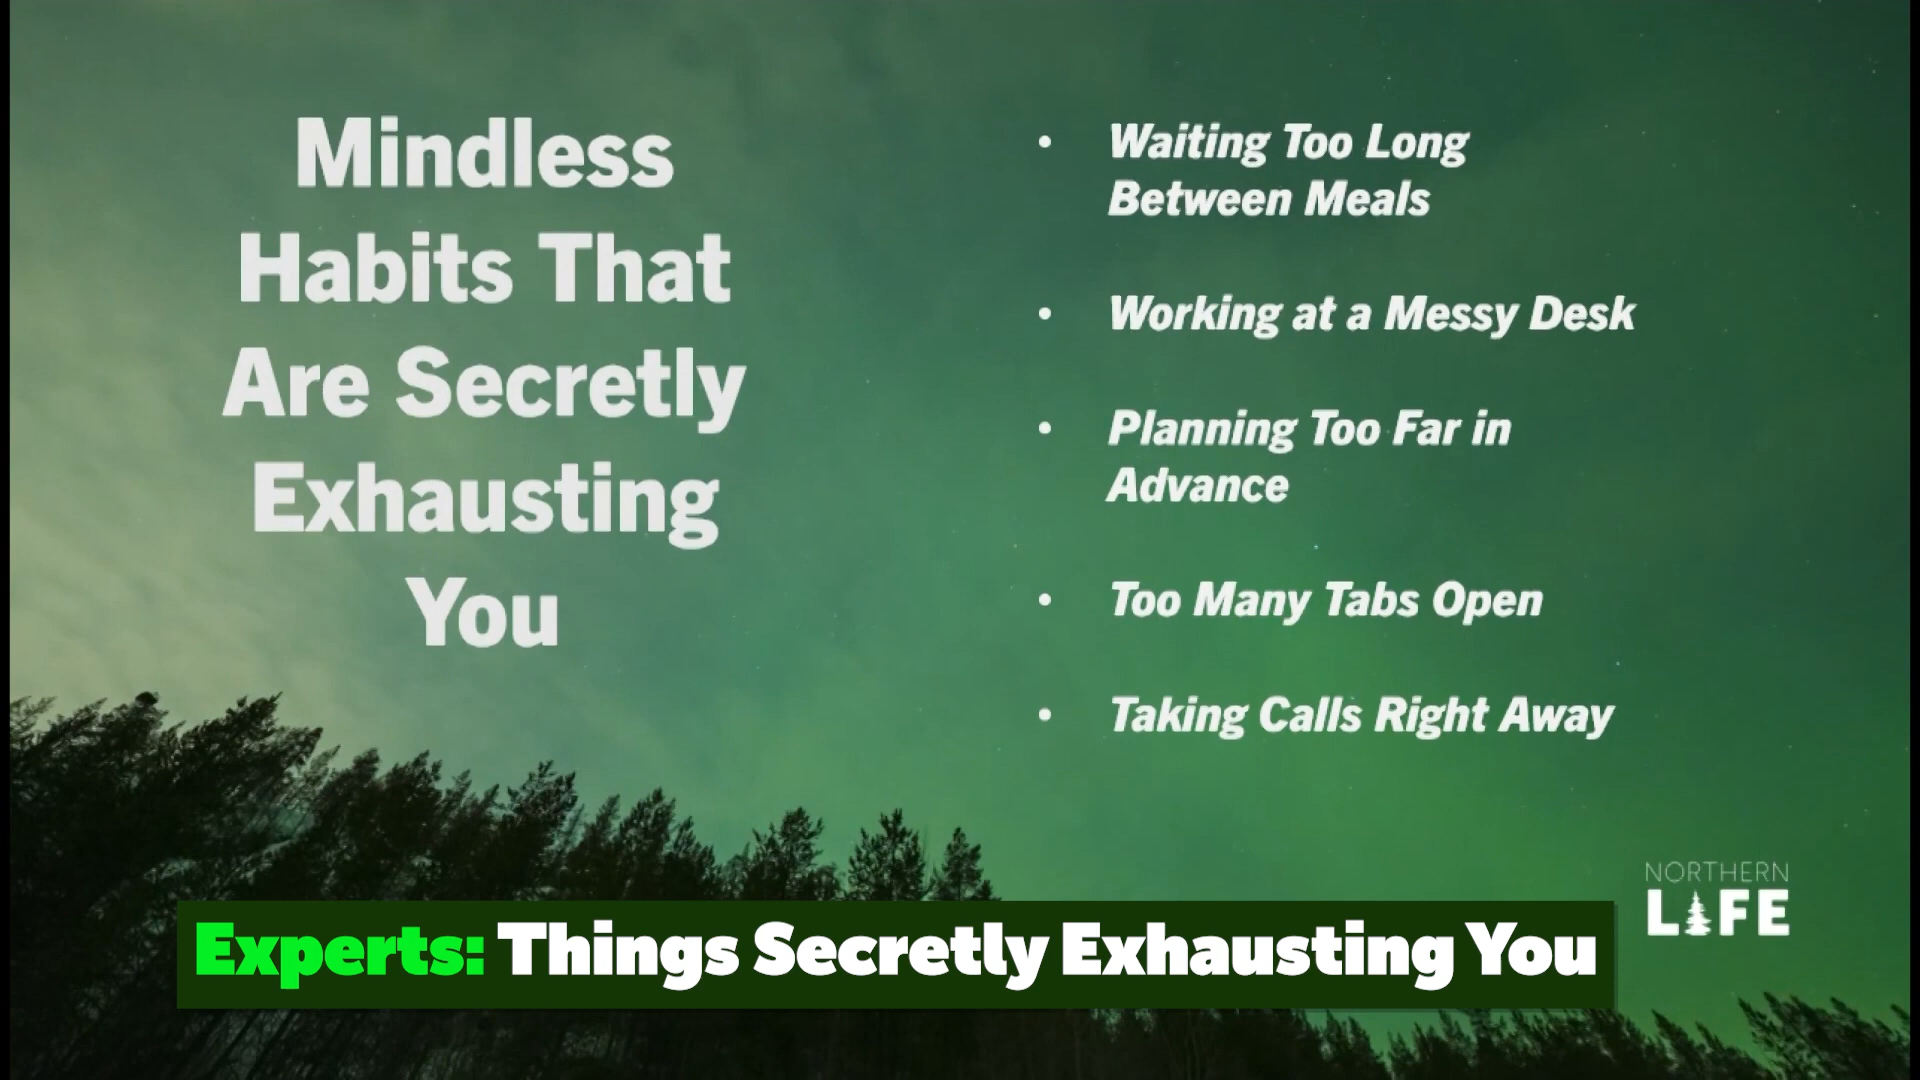 Mindless
Habits That
Are Secretly
Exhausting
You
• Waiting Too Long
Between Meals
• Working at a Messy Desk
• Planning Too Far in
Advance
• Too Many Tabs Open
• Taking Calls Right Away
NORTHERN
LIFE
Experts: Things Secretly Exhausting You